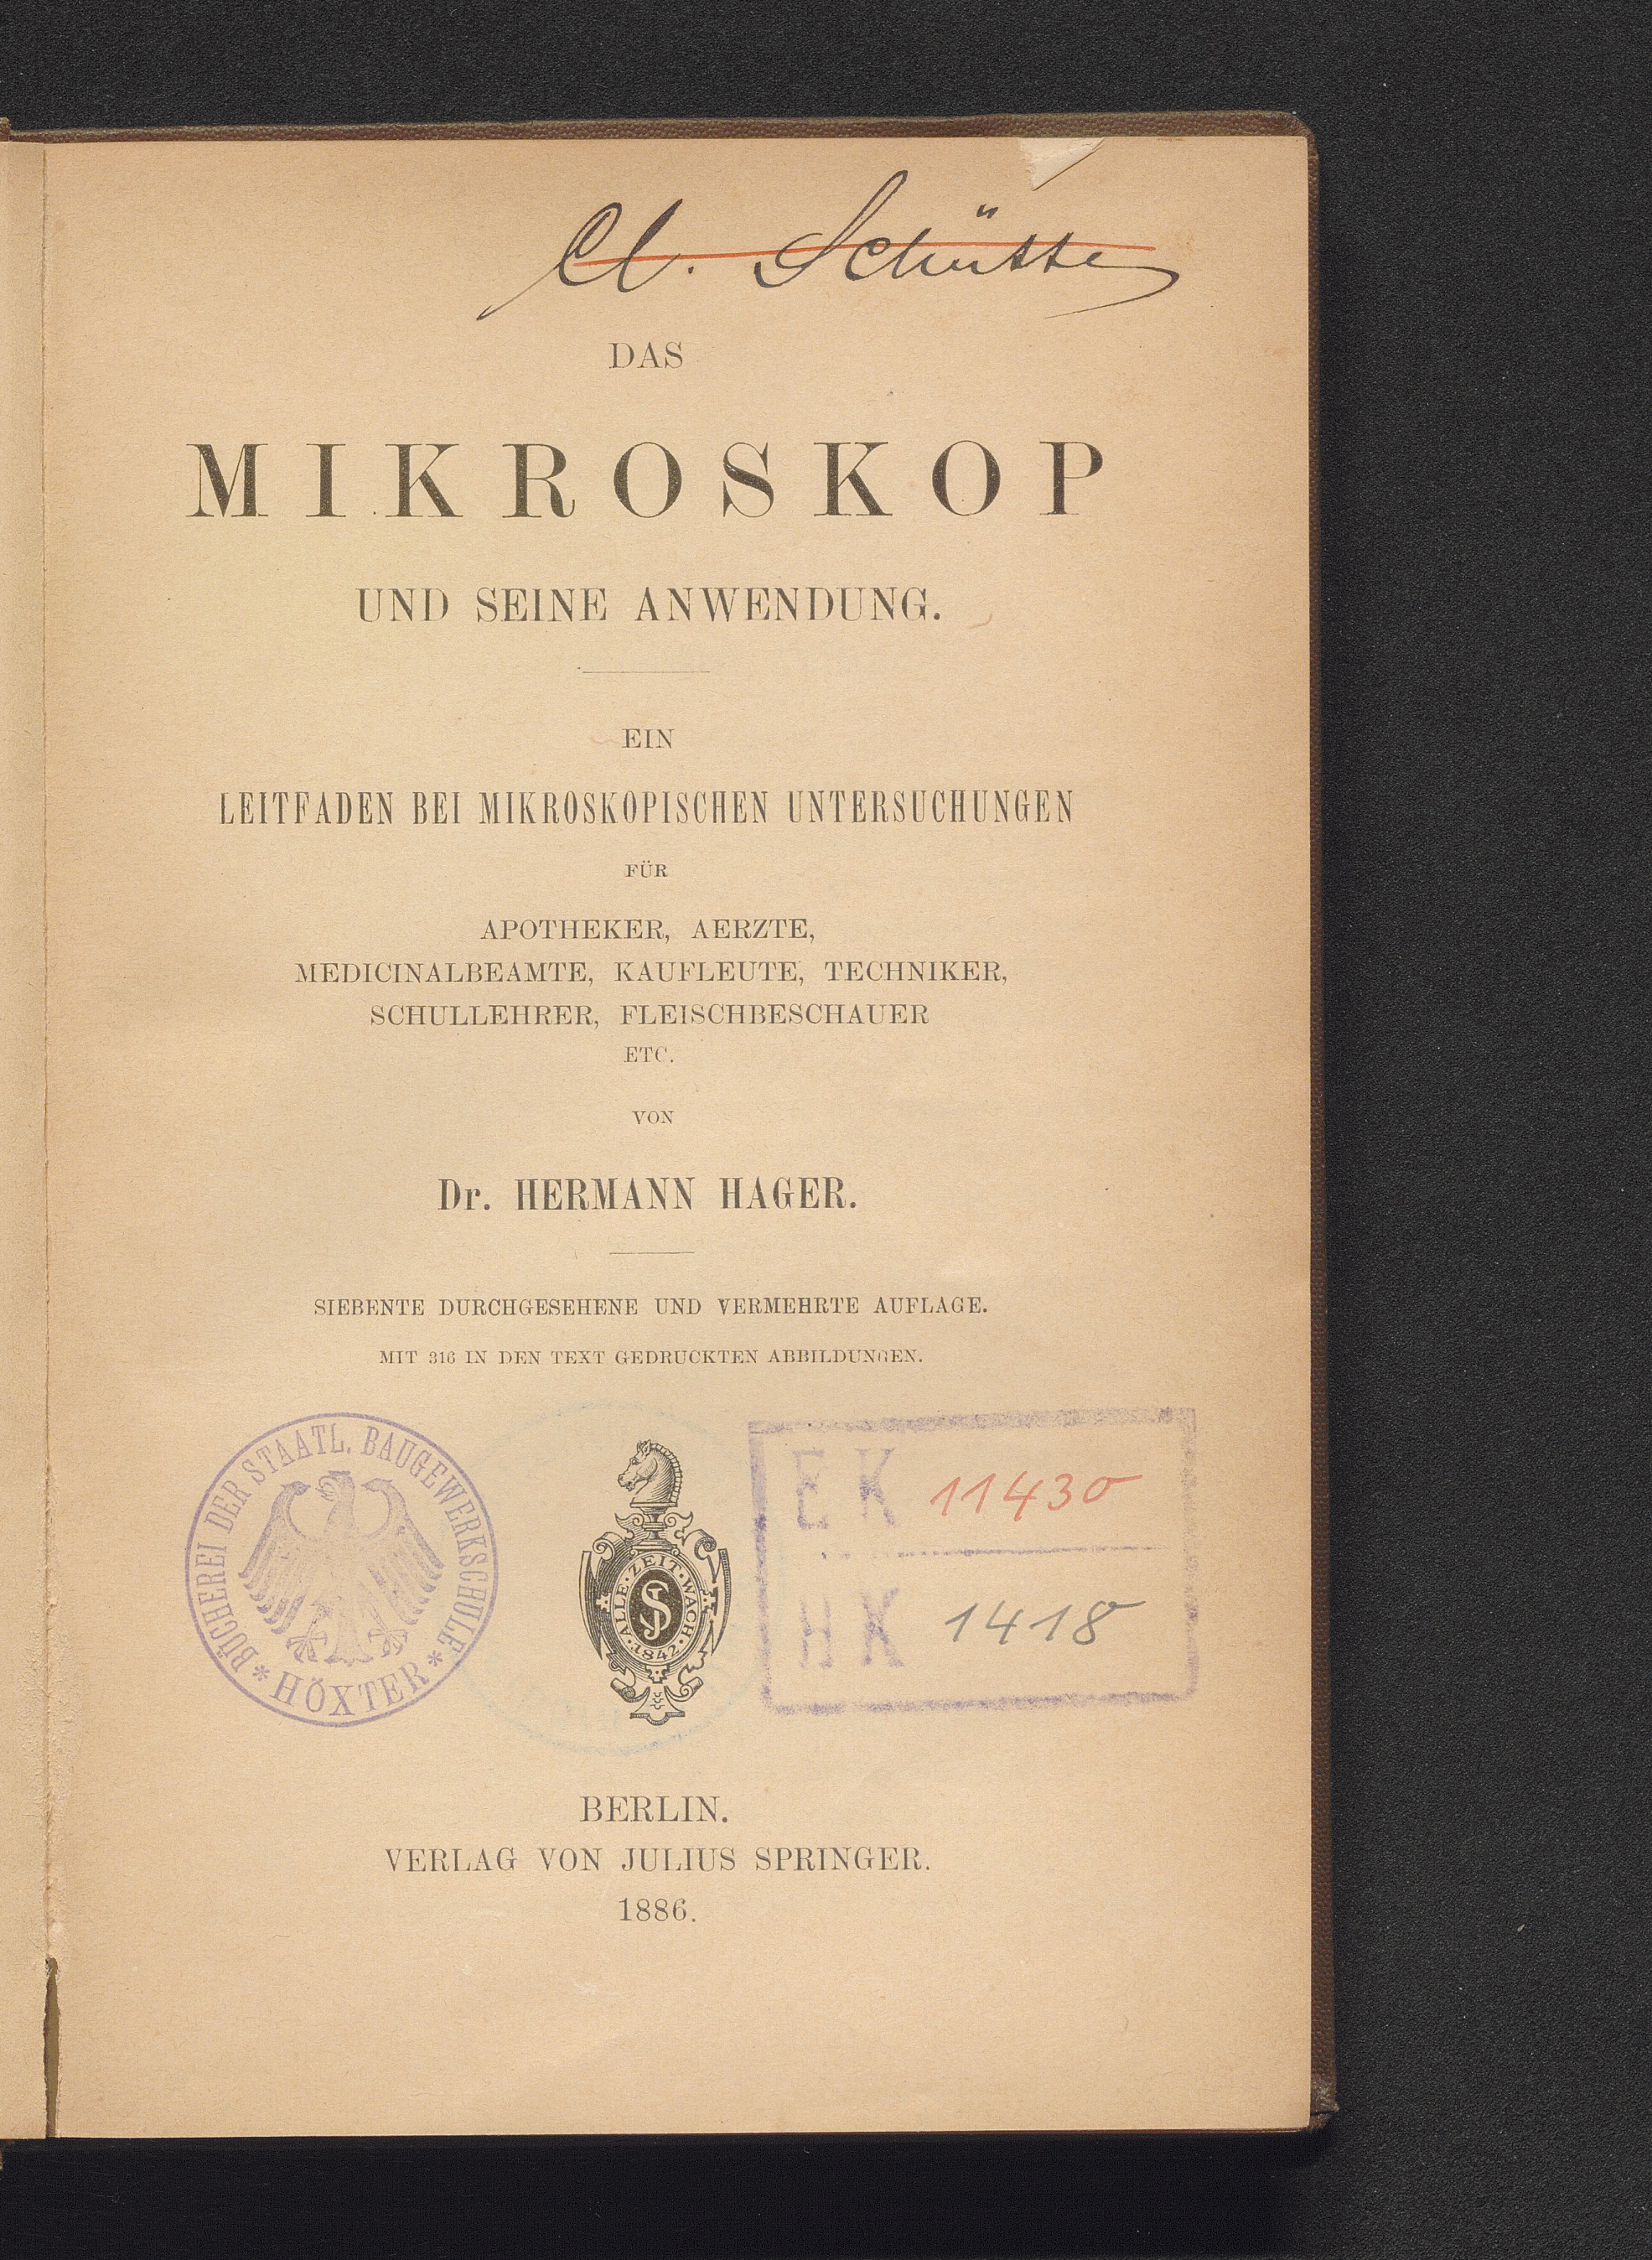 Cl. Schütte
DAS
MIKROSKOP
UND SEINE ANWENDUNG.
EIN
LEITFADEN BEI MIKROSKOPISCHEN UNTERSUCHUNGEN
FÜR
APOTHEKER, AERZTE,
MEDICINALBEAMTE, KAUFLEUTE, TECHNIKER,
SCHULLEHRER, FLEISCHBESCHAUER
ETC.
VON
Dr. HERMANN HAGER.
SIEBENTE DURCHGESEHENE UND VERMEHRTE AUFLAGE.
MIT 316 IN DEN TEXT GEDRUCKTEN ABBILDUNGEN.
BÜCHEREI DER STAATL. BAUGEWERKSCHULE
* HÖXTER *
ALLE · ZEIT · WACH
· 1842 ·
JS
EK 11430
HK 1418
BERLIN.
VERLAG VON JULIUS SPRINGER.
1886.